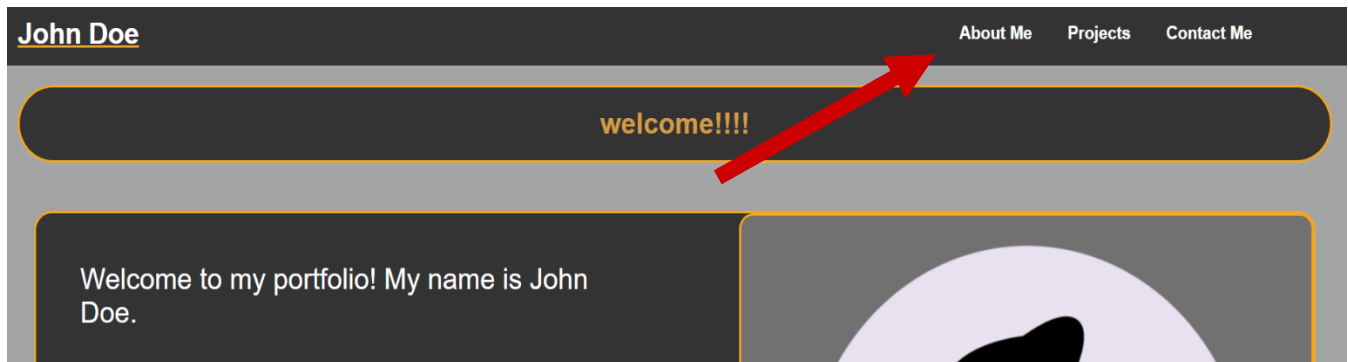 John Doe
About Me Projects Contact Me
welcome!!!!
Welcome to my portfolio! My name is John
Doe.